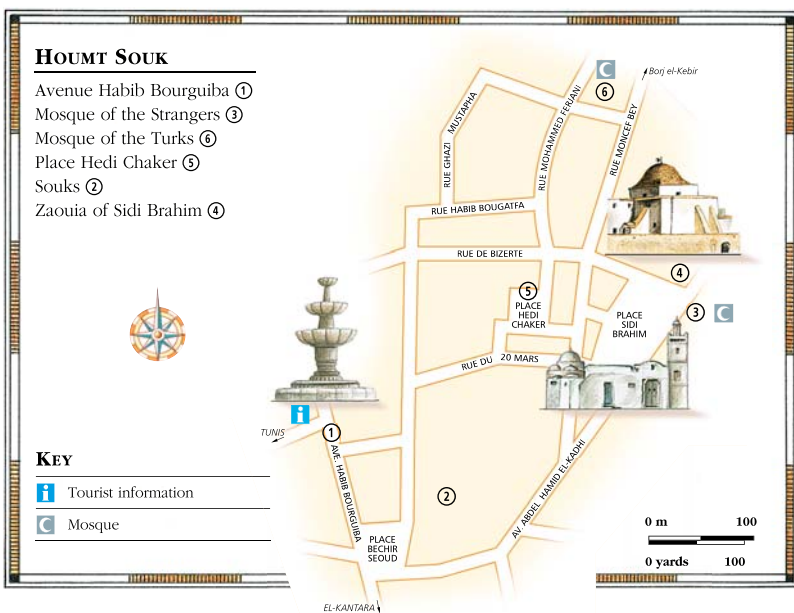 HOUMT SOUK
Avenue Habib Bourguiba 1
Mosque of the Strangers 3
Mosque of the Turks 6
Place Hedi Chaker 5
Souks 2
Zaouia of Sidi Brahim 4
6
Borj el-Kebir
RUE GHAZI MUSTAPHA
RUE MOHAMMED FERJANI
RUE MONCEF BEY
RUE HABIB BOUGATFA
RUE DE BIZERTE
4
5
PLACE
HEDI
CHAKER
3
PLACE
SIDI
BRAHIM
RUE DU 20 MARS
i
TUNIS
1
AVE. HABIB BOURGUIBA
2
AV. ABDEL HAMID EL-KADHI
PLACE
BECHIR
SEOUD
EL-KANTARA
KEY
i Tourist information
Mosque
0 m 100
0 yards 100